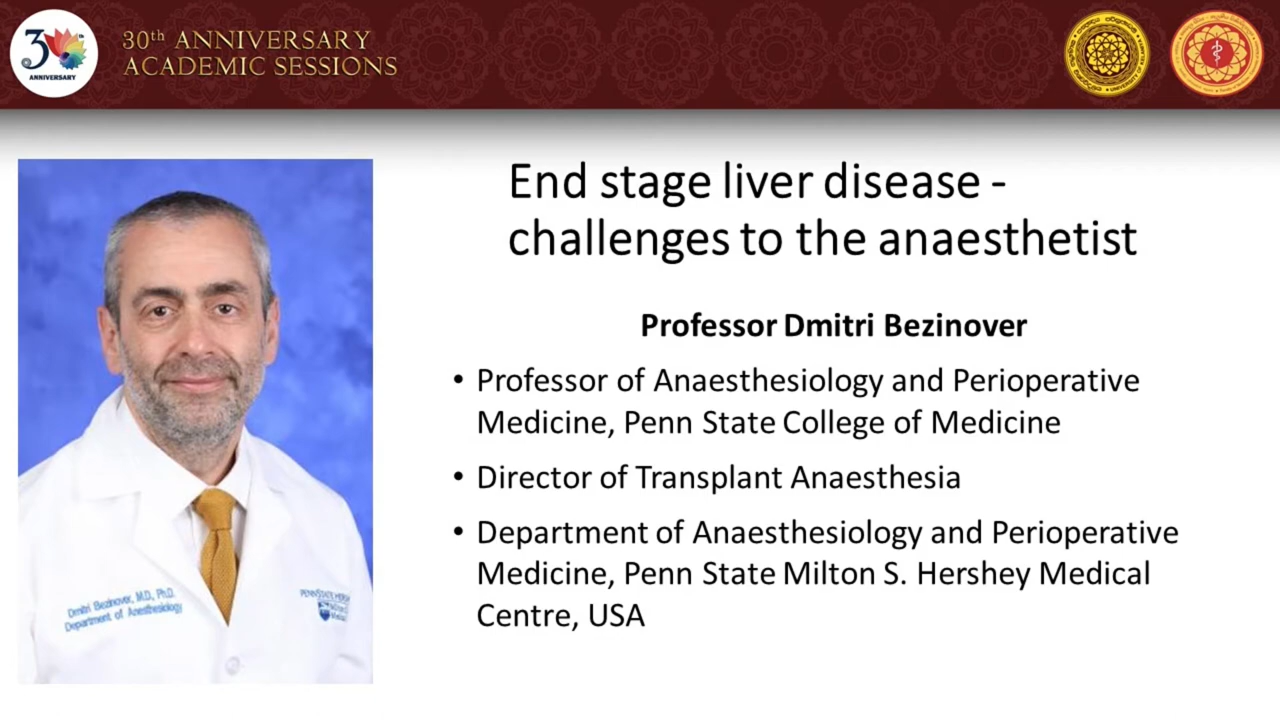 30th
ANNIVERSARY
30th ANNIVERSARY
ACADEMIC SESSIONS
End stage liver disease -
challenges to the anaesthetist
Professor Dmitri Bezinover
• Professor of Anaesthesiology and Perioperative
Medicine, Penn State College of Medicine
• Director of Transplant Anaesthesia
• Department of Anaesthesiology and Perioperative
Medicine, Penn State Milton S. Hershey Medical
Centre, USA
Dmitri Bezinover, M.D., Ph.D.
Department of Anesthesiology